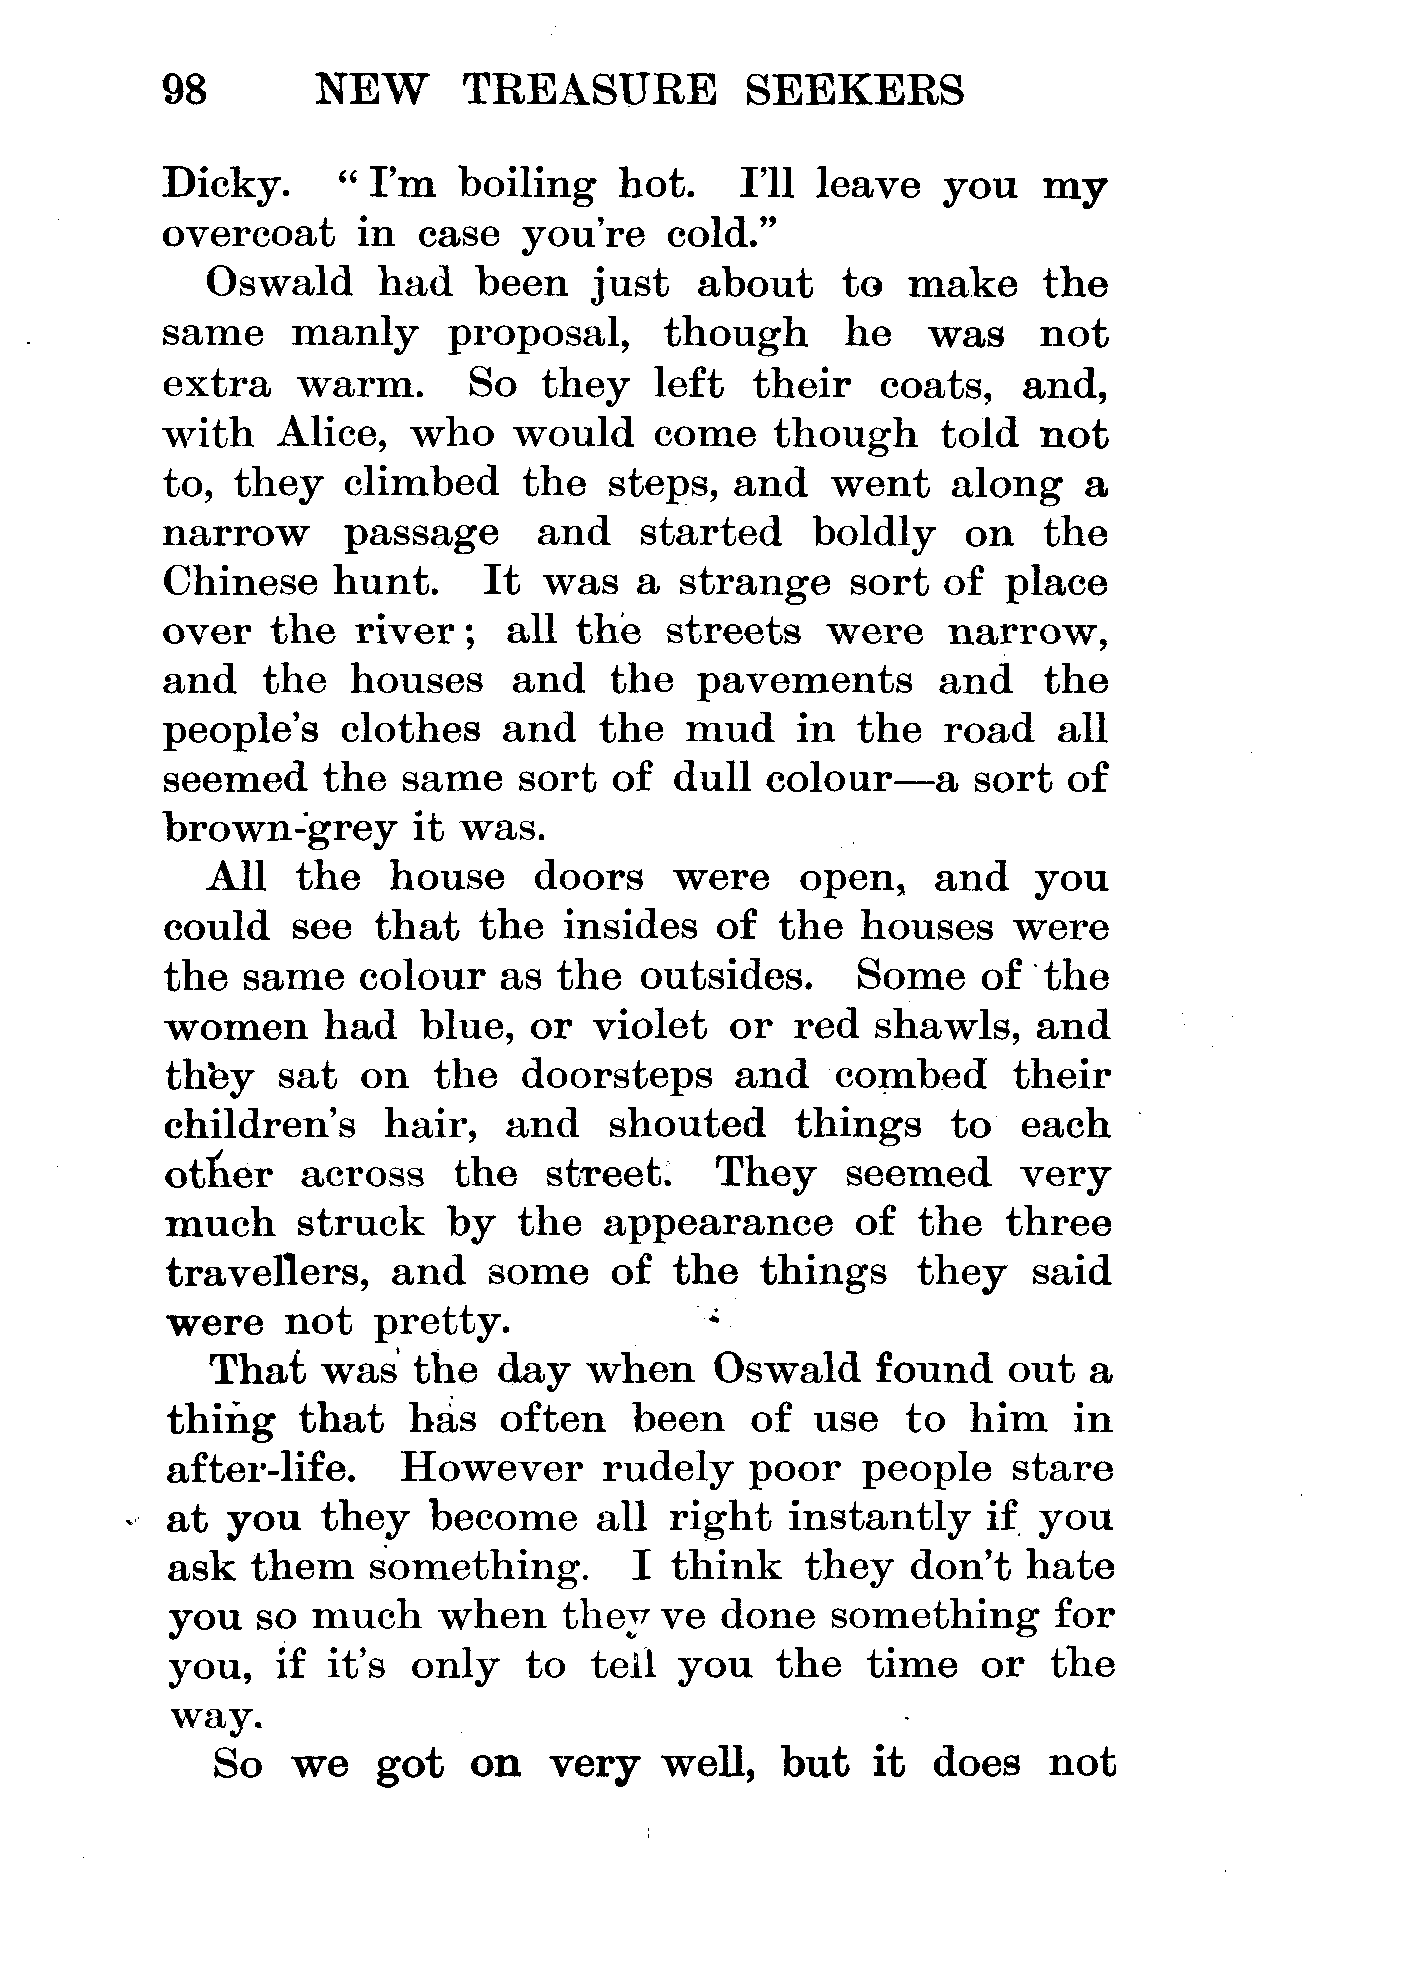 98 NEW TREASURE SEEKERS
Dicky. "I'm boiling hot. I'll leave you my
overcoat in case you're cold."
Oswald had been just about to make the
same manly proposal, though he was not
extra warm. So they left their coats, and,
with Alice, who would come though told not
to, they climbed the steps, and went along a
narrow passage and started boldly on the
Chinese hunt. It was a strange sort of place
over the river; all the streets were narrow,
and the houses and the pavements and the
people's clothes and the mud in the road all
seemed the same sort of dull colour—a sort of
brown-grey it was.
All the house doors were open, and you
could see that the insides of the houses were
the same colour as the outsides. Some of the
women had blue, or violet or red shawls, and
they sat on the doorsteps and combed their
children's hair, and shouted things to each
other across the street. They seemed very
much struck by the appearance of the three
travellers, and some of the things they said
were not pretty.
That was the day when Oswald found out a
thing that has often been of use to him in
after-life. However rudely poor people stare
at you they become all right instantly if you
ask them something. I think they don't hate
you so much when they've done something for
you, if it's only to tell you the time or the
way.
So we got on very well, but it does not